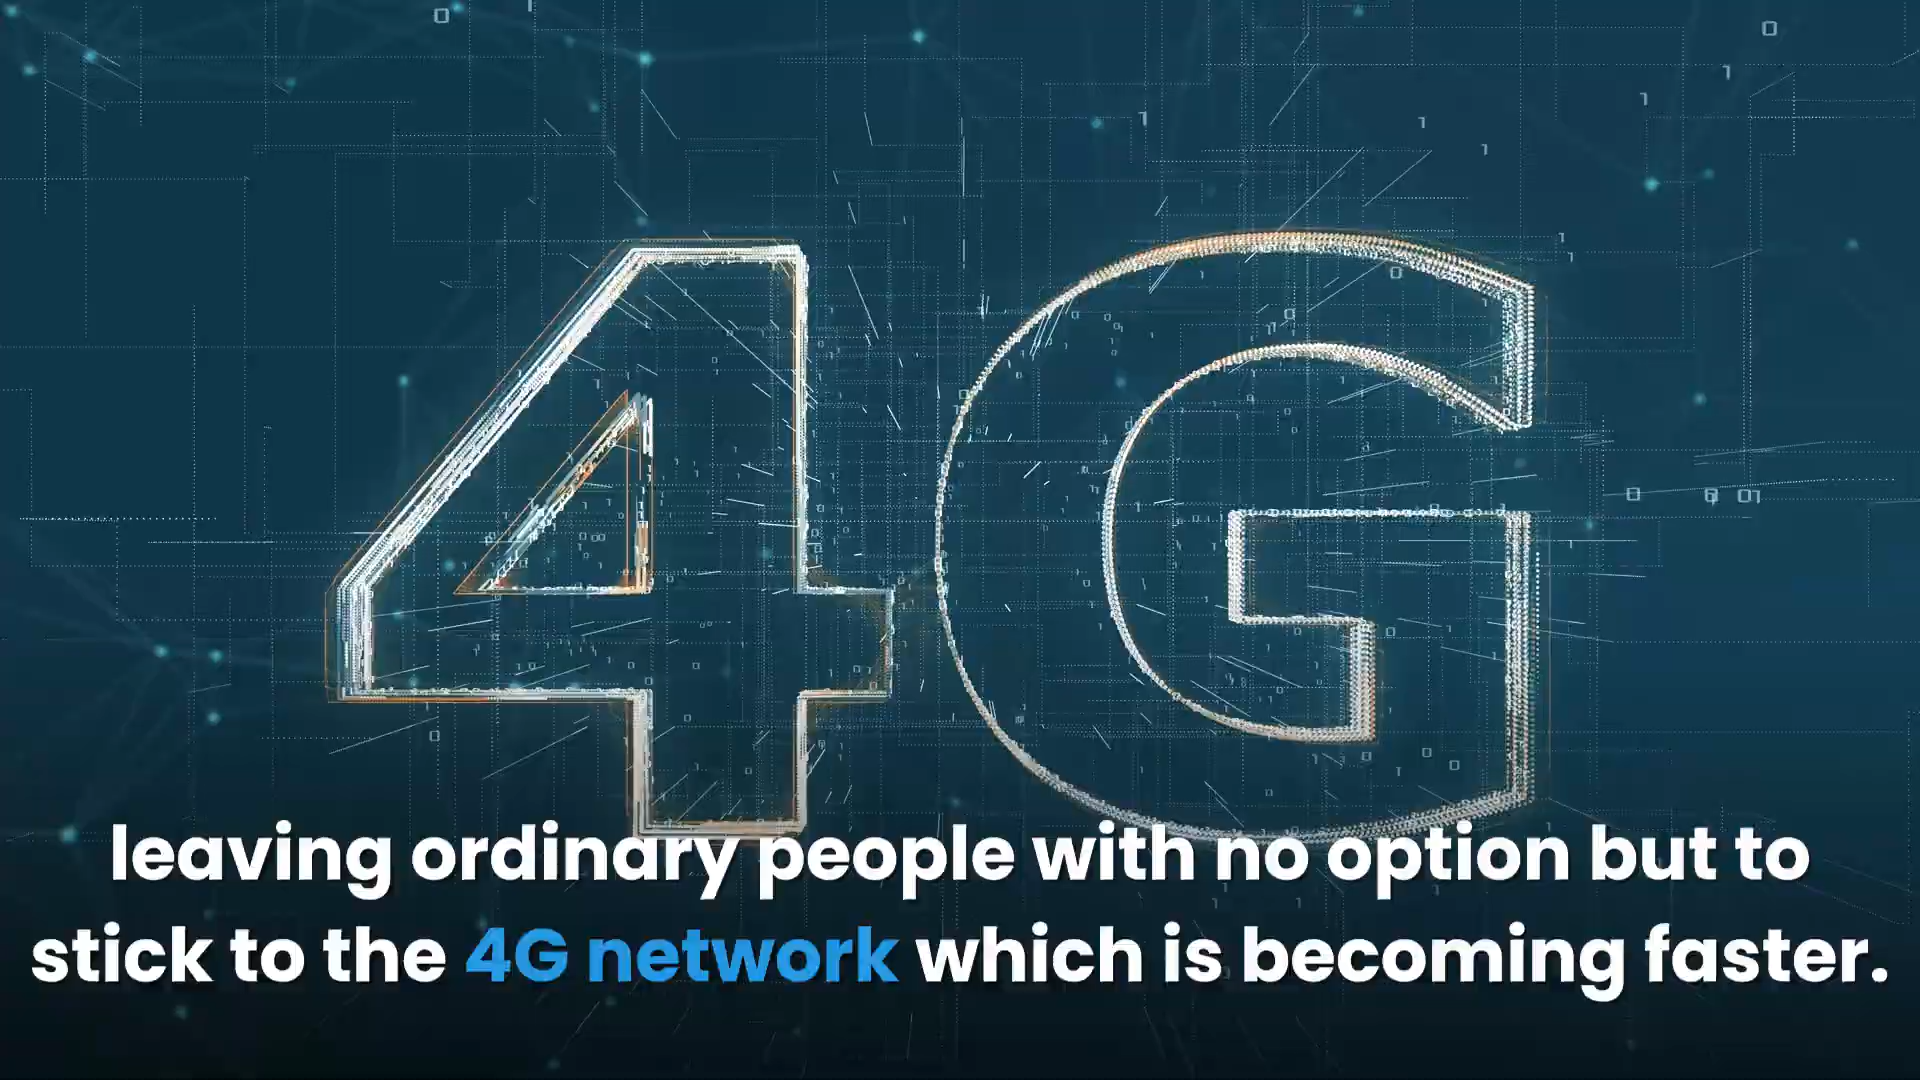 4G
leaving ordinary people with no option but to
stick to the 4G network which is becoming faster.